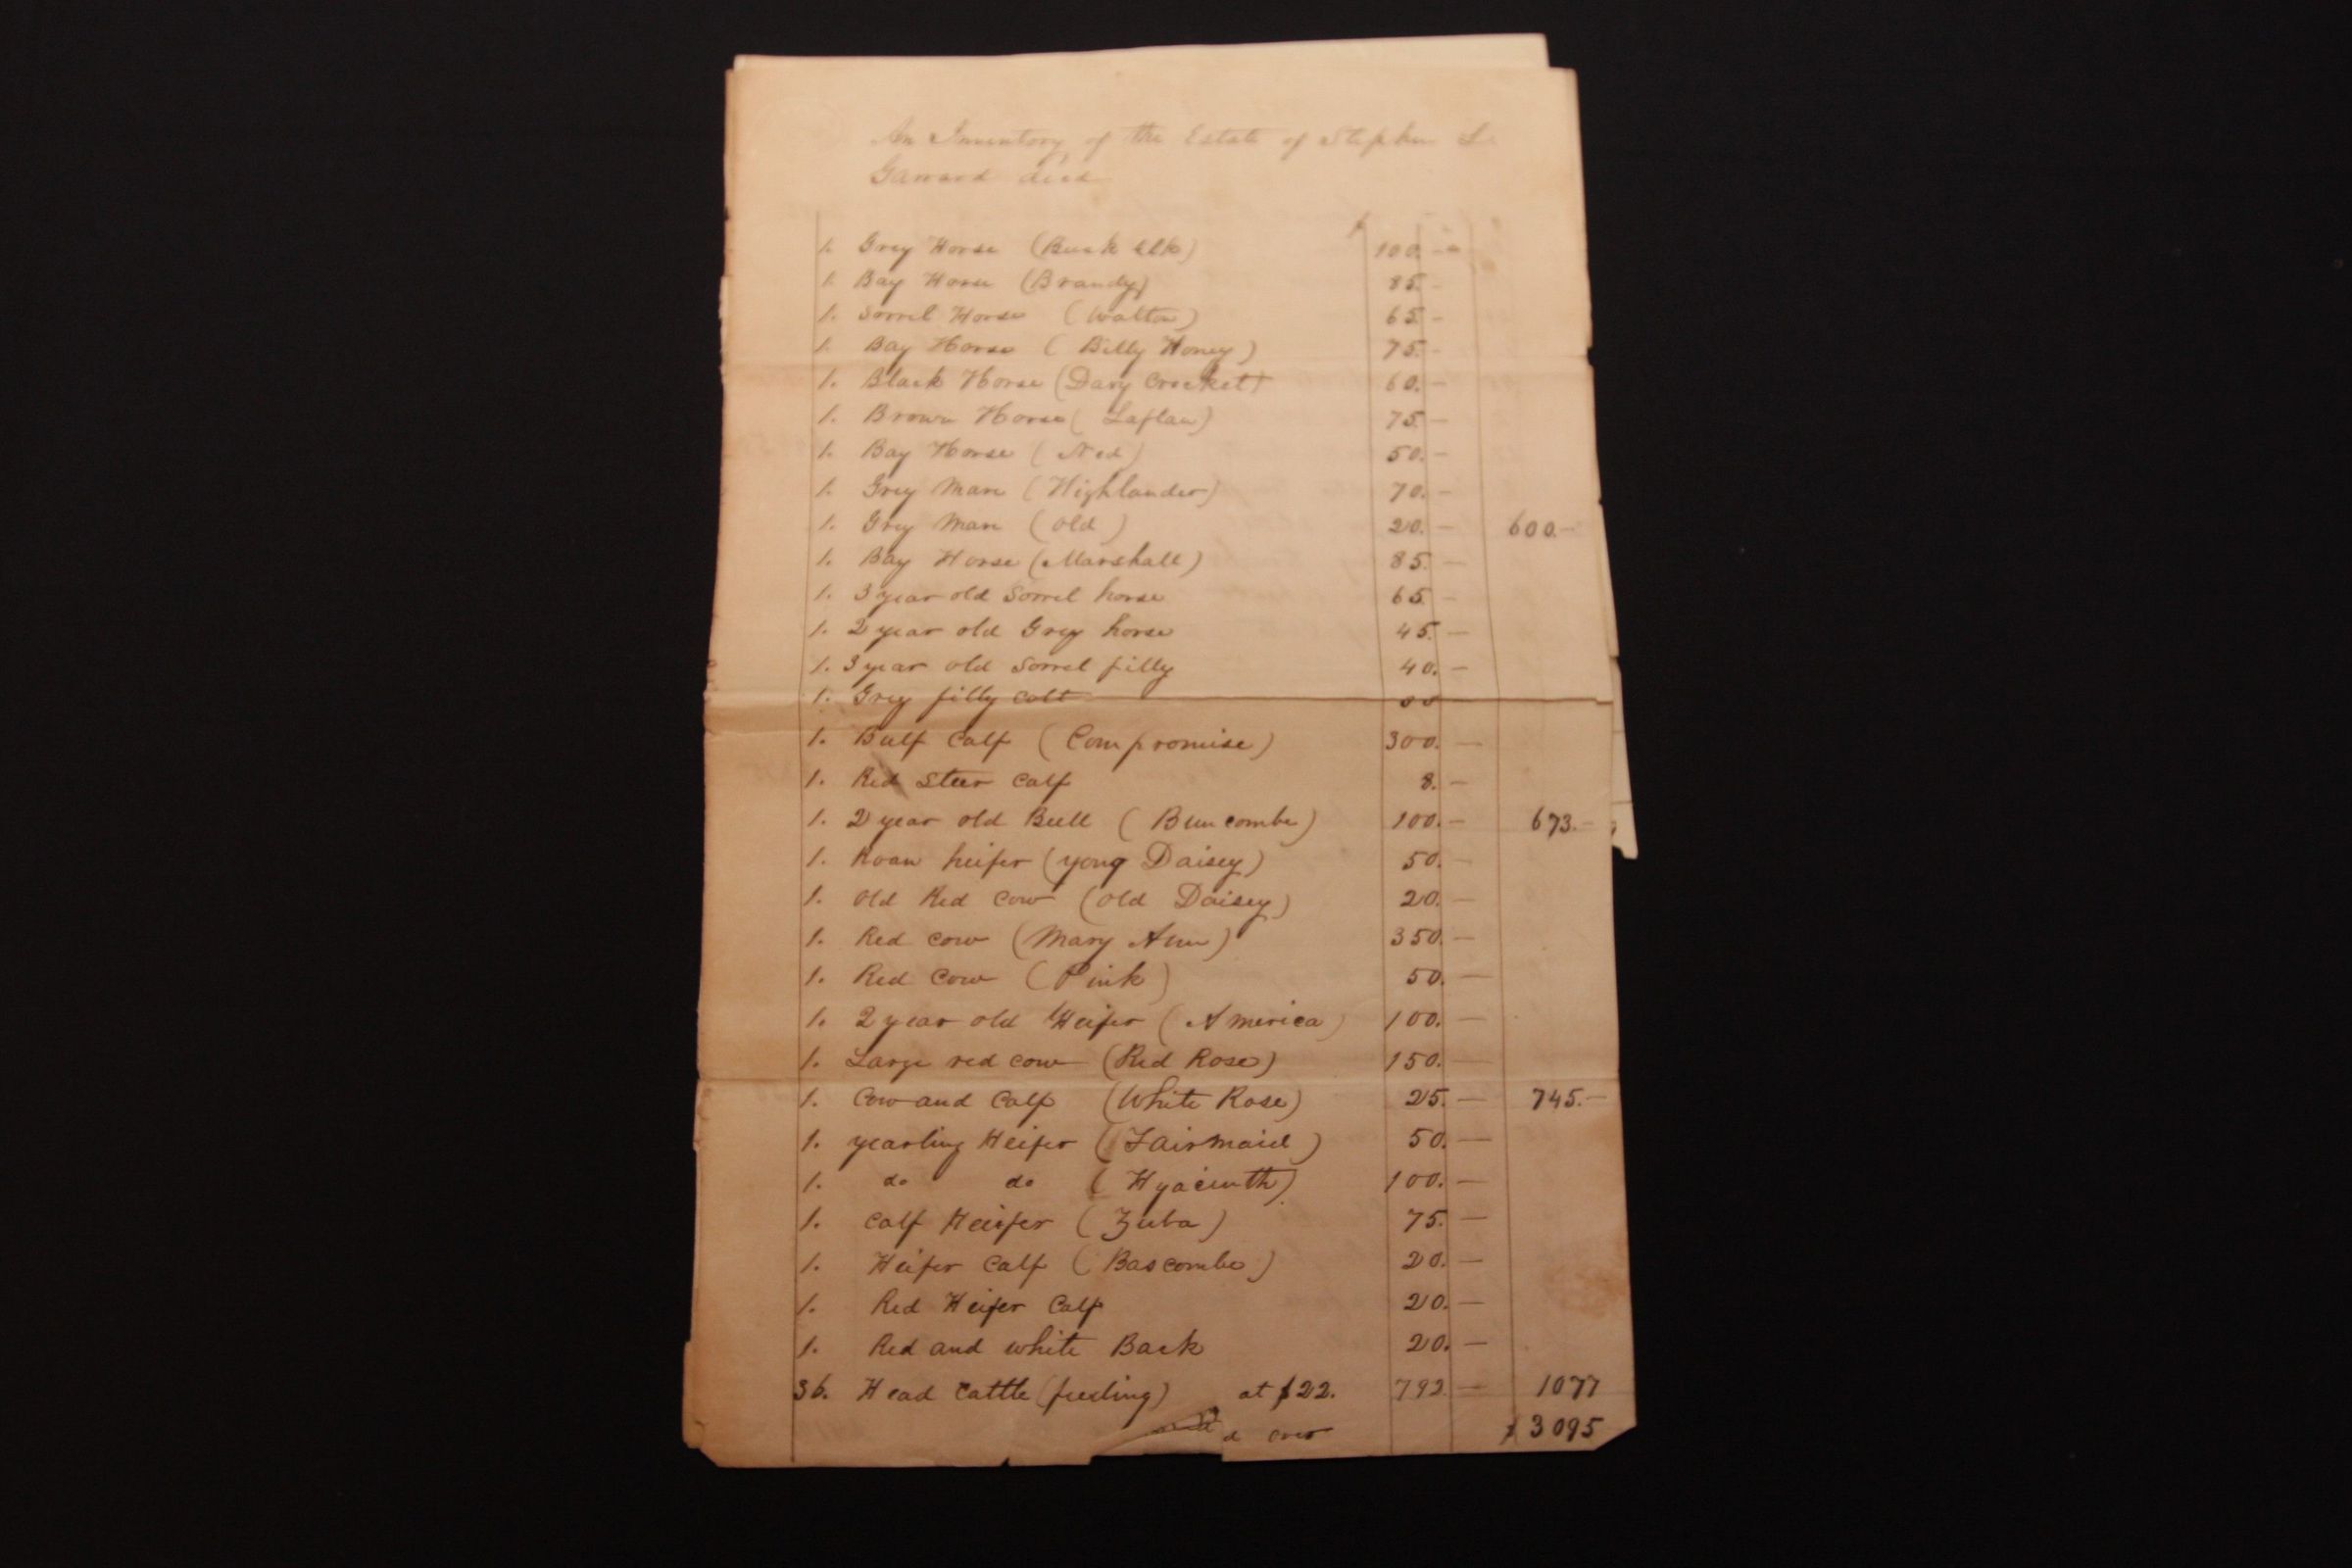 An Inventory of the Estate of Stephen L.
Garrard decd
$
1. Grey Horse (Buck Elk) 100. —
1. Bay Horse (Brandy) 85. —
1. Sorrel Horse (Walton) 65. —
1. Bay Horse (Billy Honey) 75. —
1. Black Horse (Davy Crocket) 60. —
1. Brown Horse (Laflaw) 75. —
1. Bay Horse (Ned) 50. —
1. Grey Mare (Highlander) 70. —
1. Grey Mare (old) 20. — 600. —
1. Bay Horse (Marshall) 85. —
1. 3 year old Sorrel horse 65 —
1. 2 year old Grey horse 45. —
1. 3 year old Sorrel filly 40. —
1. Grey filly Colt
1. Bull Calf (Compromise) 300. —
1. Red Steer Calf 8. —
1. 2 year old Bull (Buncombe) 100. — 673. —
1. Roan heifer (yong Daisey) 50. —
1. Old Red Cow (old Daisey) 20. —
1. Red Cow (Mary Ann) 350. —
1. Red Cow (Pink) 50. —
1. 2 year old Heifer (America) 100. —
1. Large red cow (Red Rose) 150. —
1. Cow and Calf (White Rose) 25. — 745. —
1. yearling Heifer (Fairmaid) 50. —
1. do do (Hyacinth) 100. —
1. Calf Heifer (Zuba) 75. —
1. Heifer Calf (Bascombe) 20. —
1. Red Heifer Calf 20. —
1. Red and white Back 20. —
36. Head Cattle (feeding) at $22. 792. — 1077
over $3095